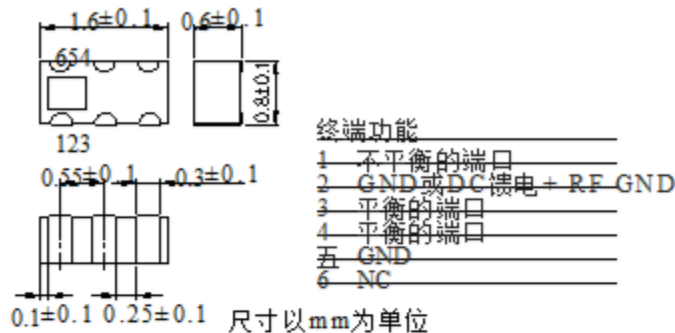 1.6±0.1 0.6±0.1
654
0.8±0.1
123
0.55±0.1 0.3±0.1
0.1±0.1 0.25±0.1
尺寸以mm为单位
终端功能
1 不平衡的端口
2 GND或DC馈电 + RF GND
3 平衡的端口
4 平衡的端口
五 GND
6 NC